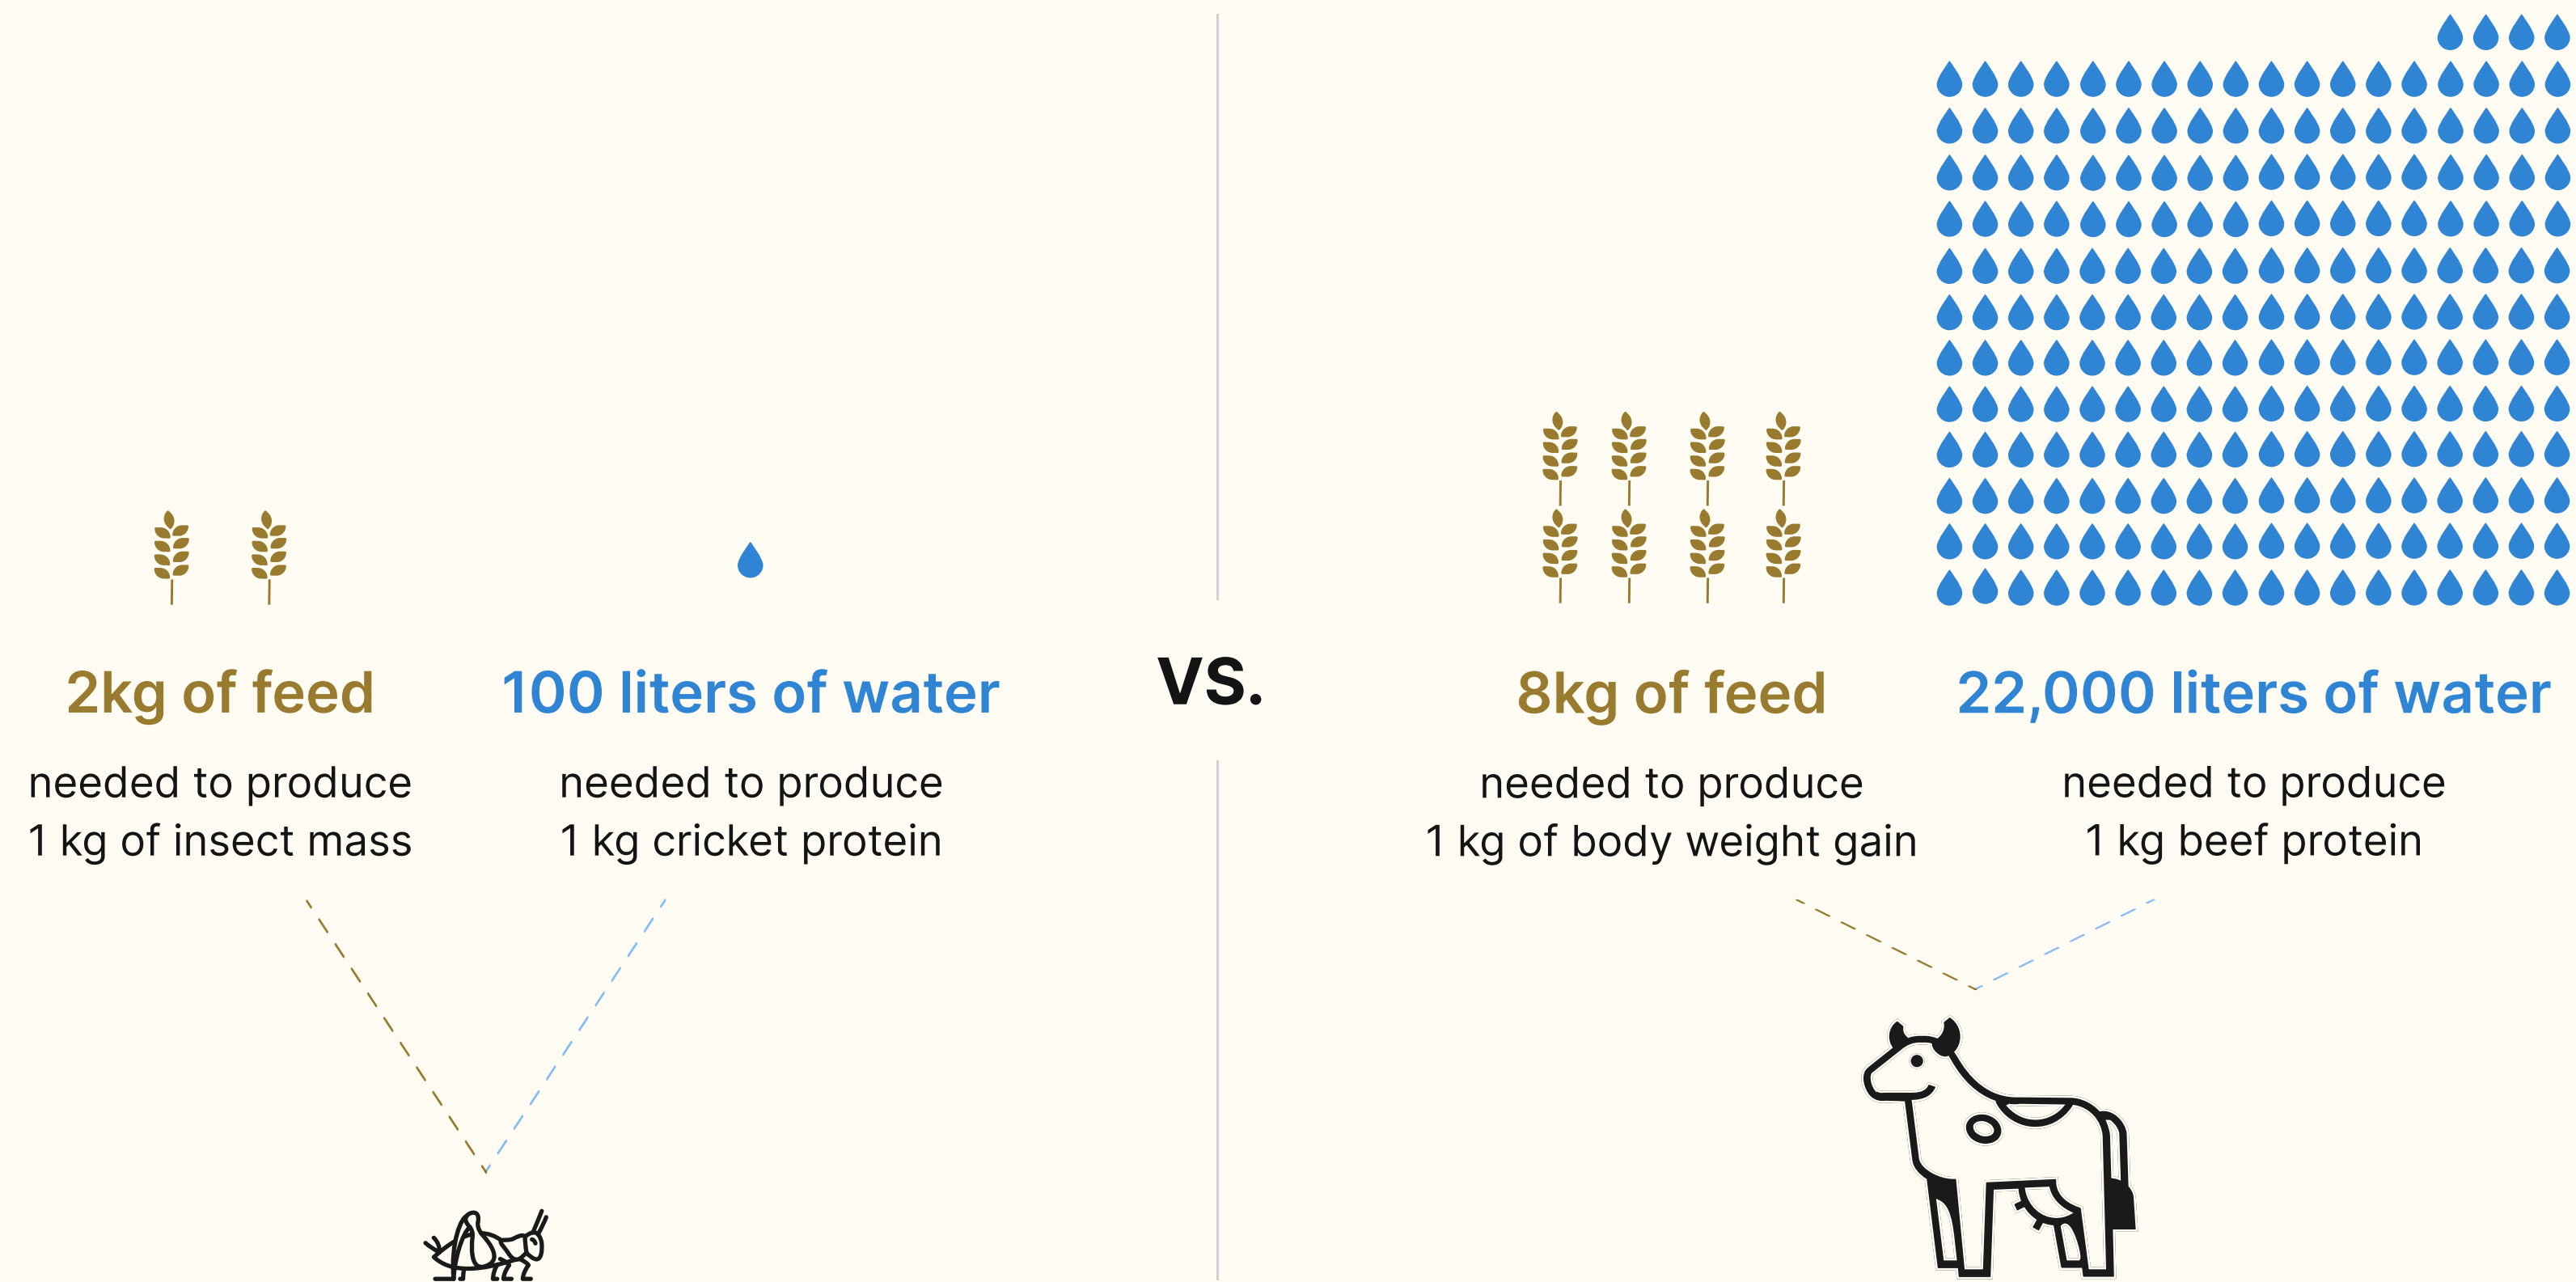 2kg of feed
needed to produce
1 kg of insect mass
100 liters of water
needed to produce
1 kg cricket protein
vs.
8kg of feed
needed to produce
1 kg of body weight gain
22,000 liters of water
needed to produce
1 kg beef protein